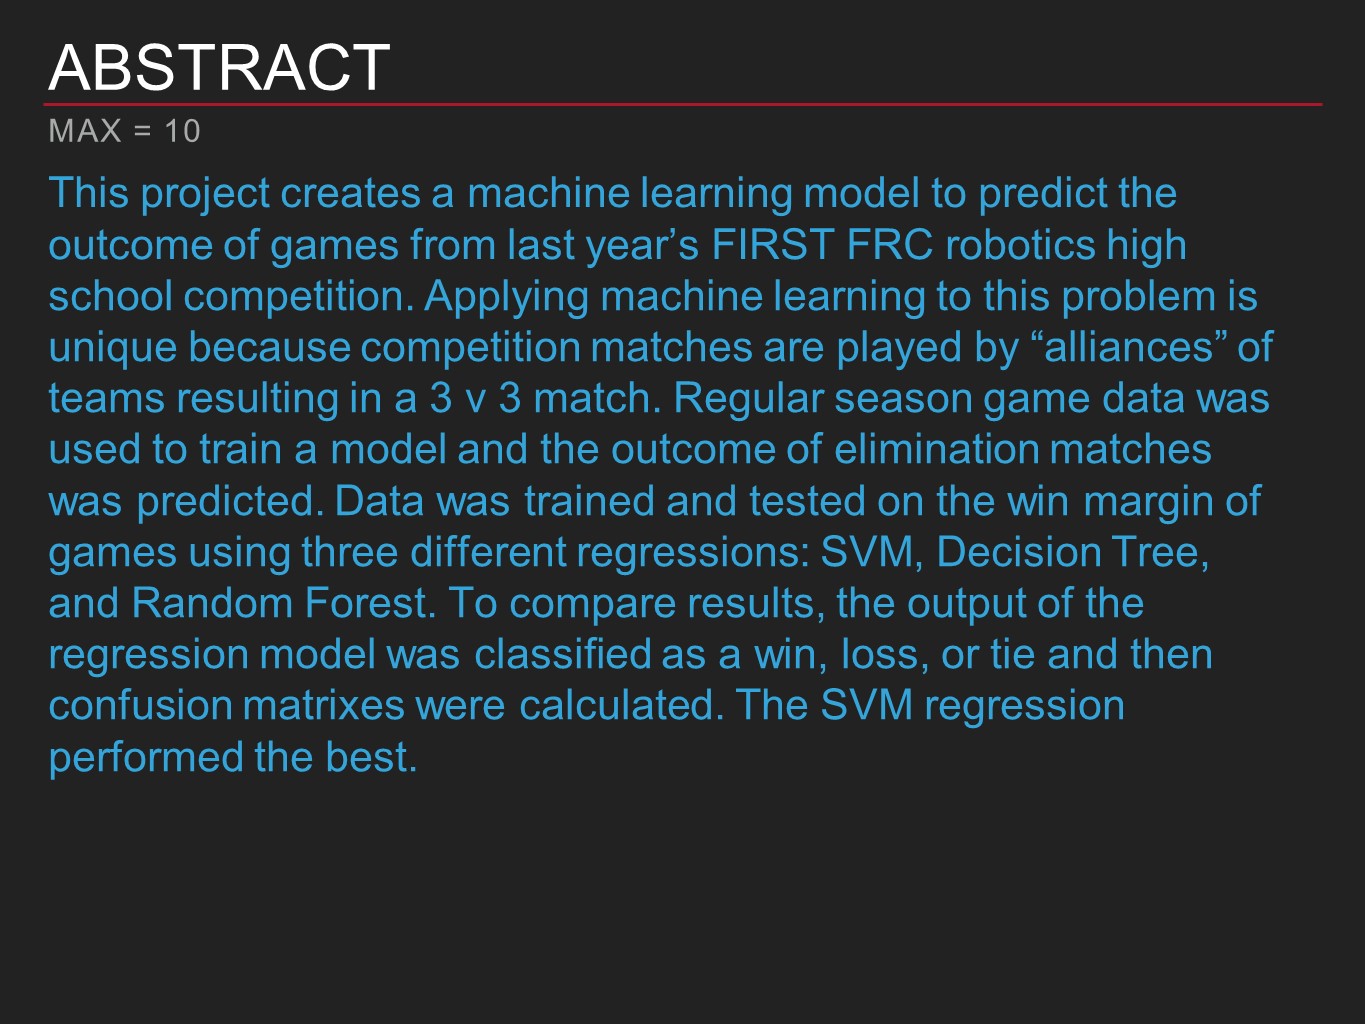 ABSTRACT
MAX = 10
This project creates a machine learning model to predict the
outcome of games from last year’s FIRST FRC robotics high
school competition. Applying machine learning to this problem is
unique because competition matches are played by “alliances” of
teams resulting in a 3 v 3 match. Regular season game data was
used to train a model and the outcome of elimination matches
was predicted. Data was trained and tested on the win margin of
games using three different regressions: SVM, Decision Tree,
and Random Forest. To compare results, the output of the
regression model was classified as a win, loss, or tie and then
confusion matrixes were calculated. The SVM regression
performed the best.